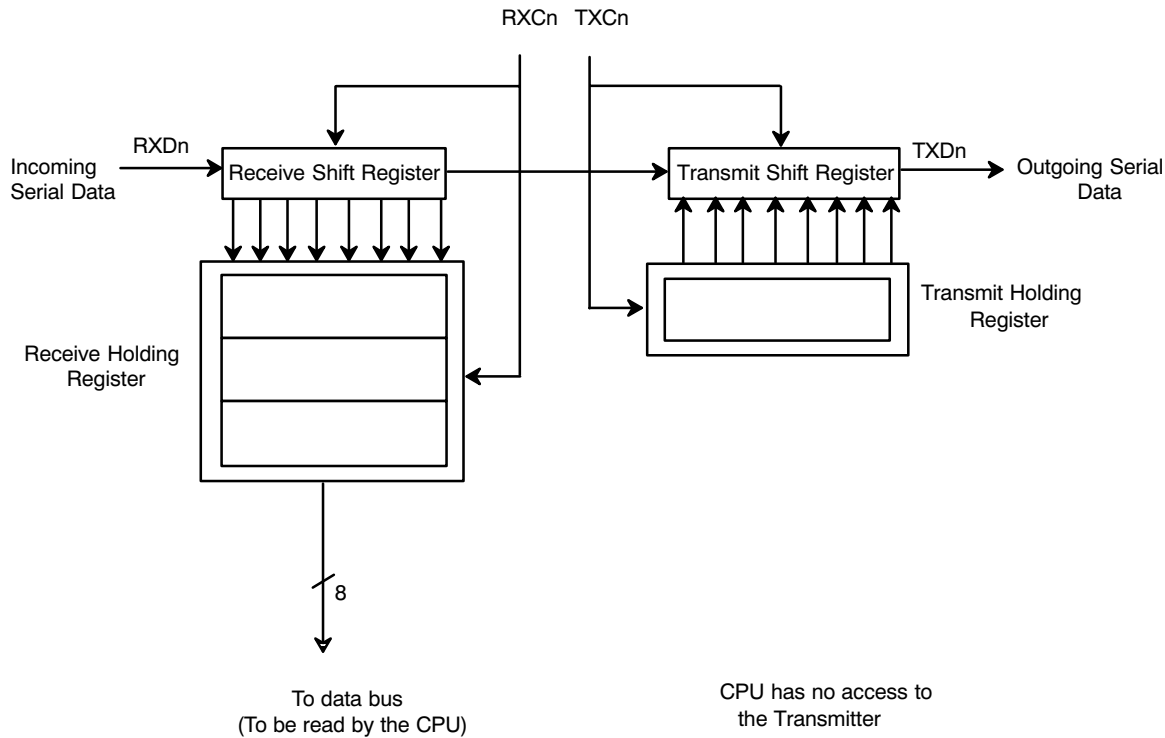 RXCn TXCn
RXDn
Incoming
Serial Data
Receive Shift Register
Transmit Shift Register
TXDn
Outgoing Serial
Data
Receive Holding
Register
Transmit Holding
Register
8
To data bus
(To be read by the CPU)
CPU has no access to
the Transmitter